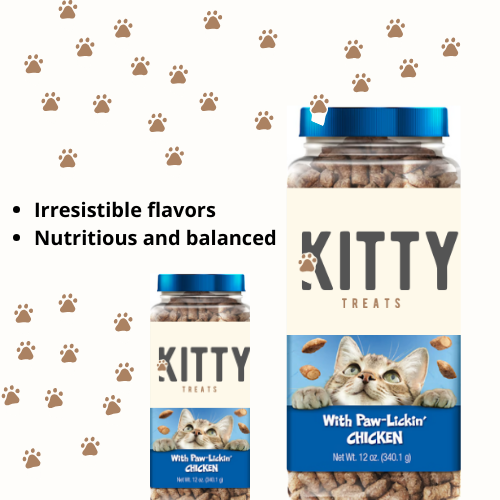 • Irresistible flavors
• Nutritious and balanced
KITTY
TREATS
With Paw-Lickin'
CHICKEN
Net Wt. 12 oz. (340.1 g)
KITTY
TREATS
With Paw-Lickin'
CHICKEN
Net Wt. 12 oz. (340.1 g)